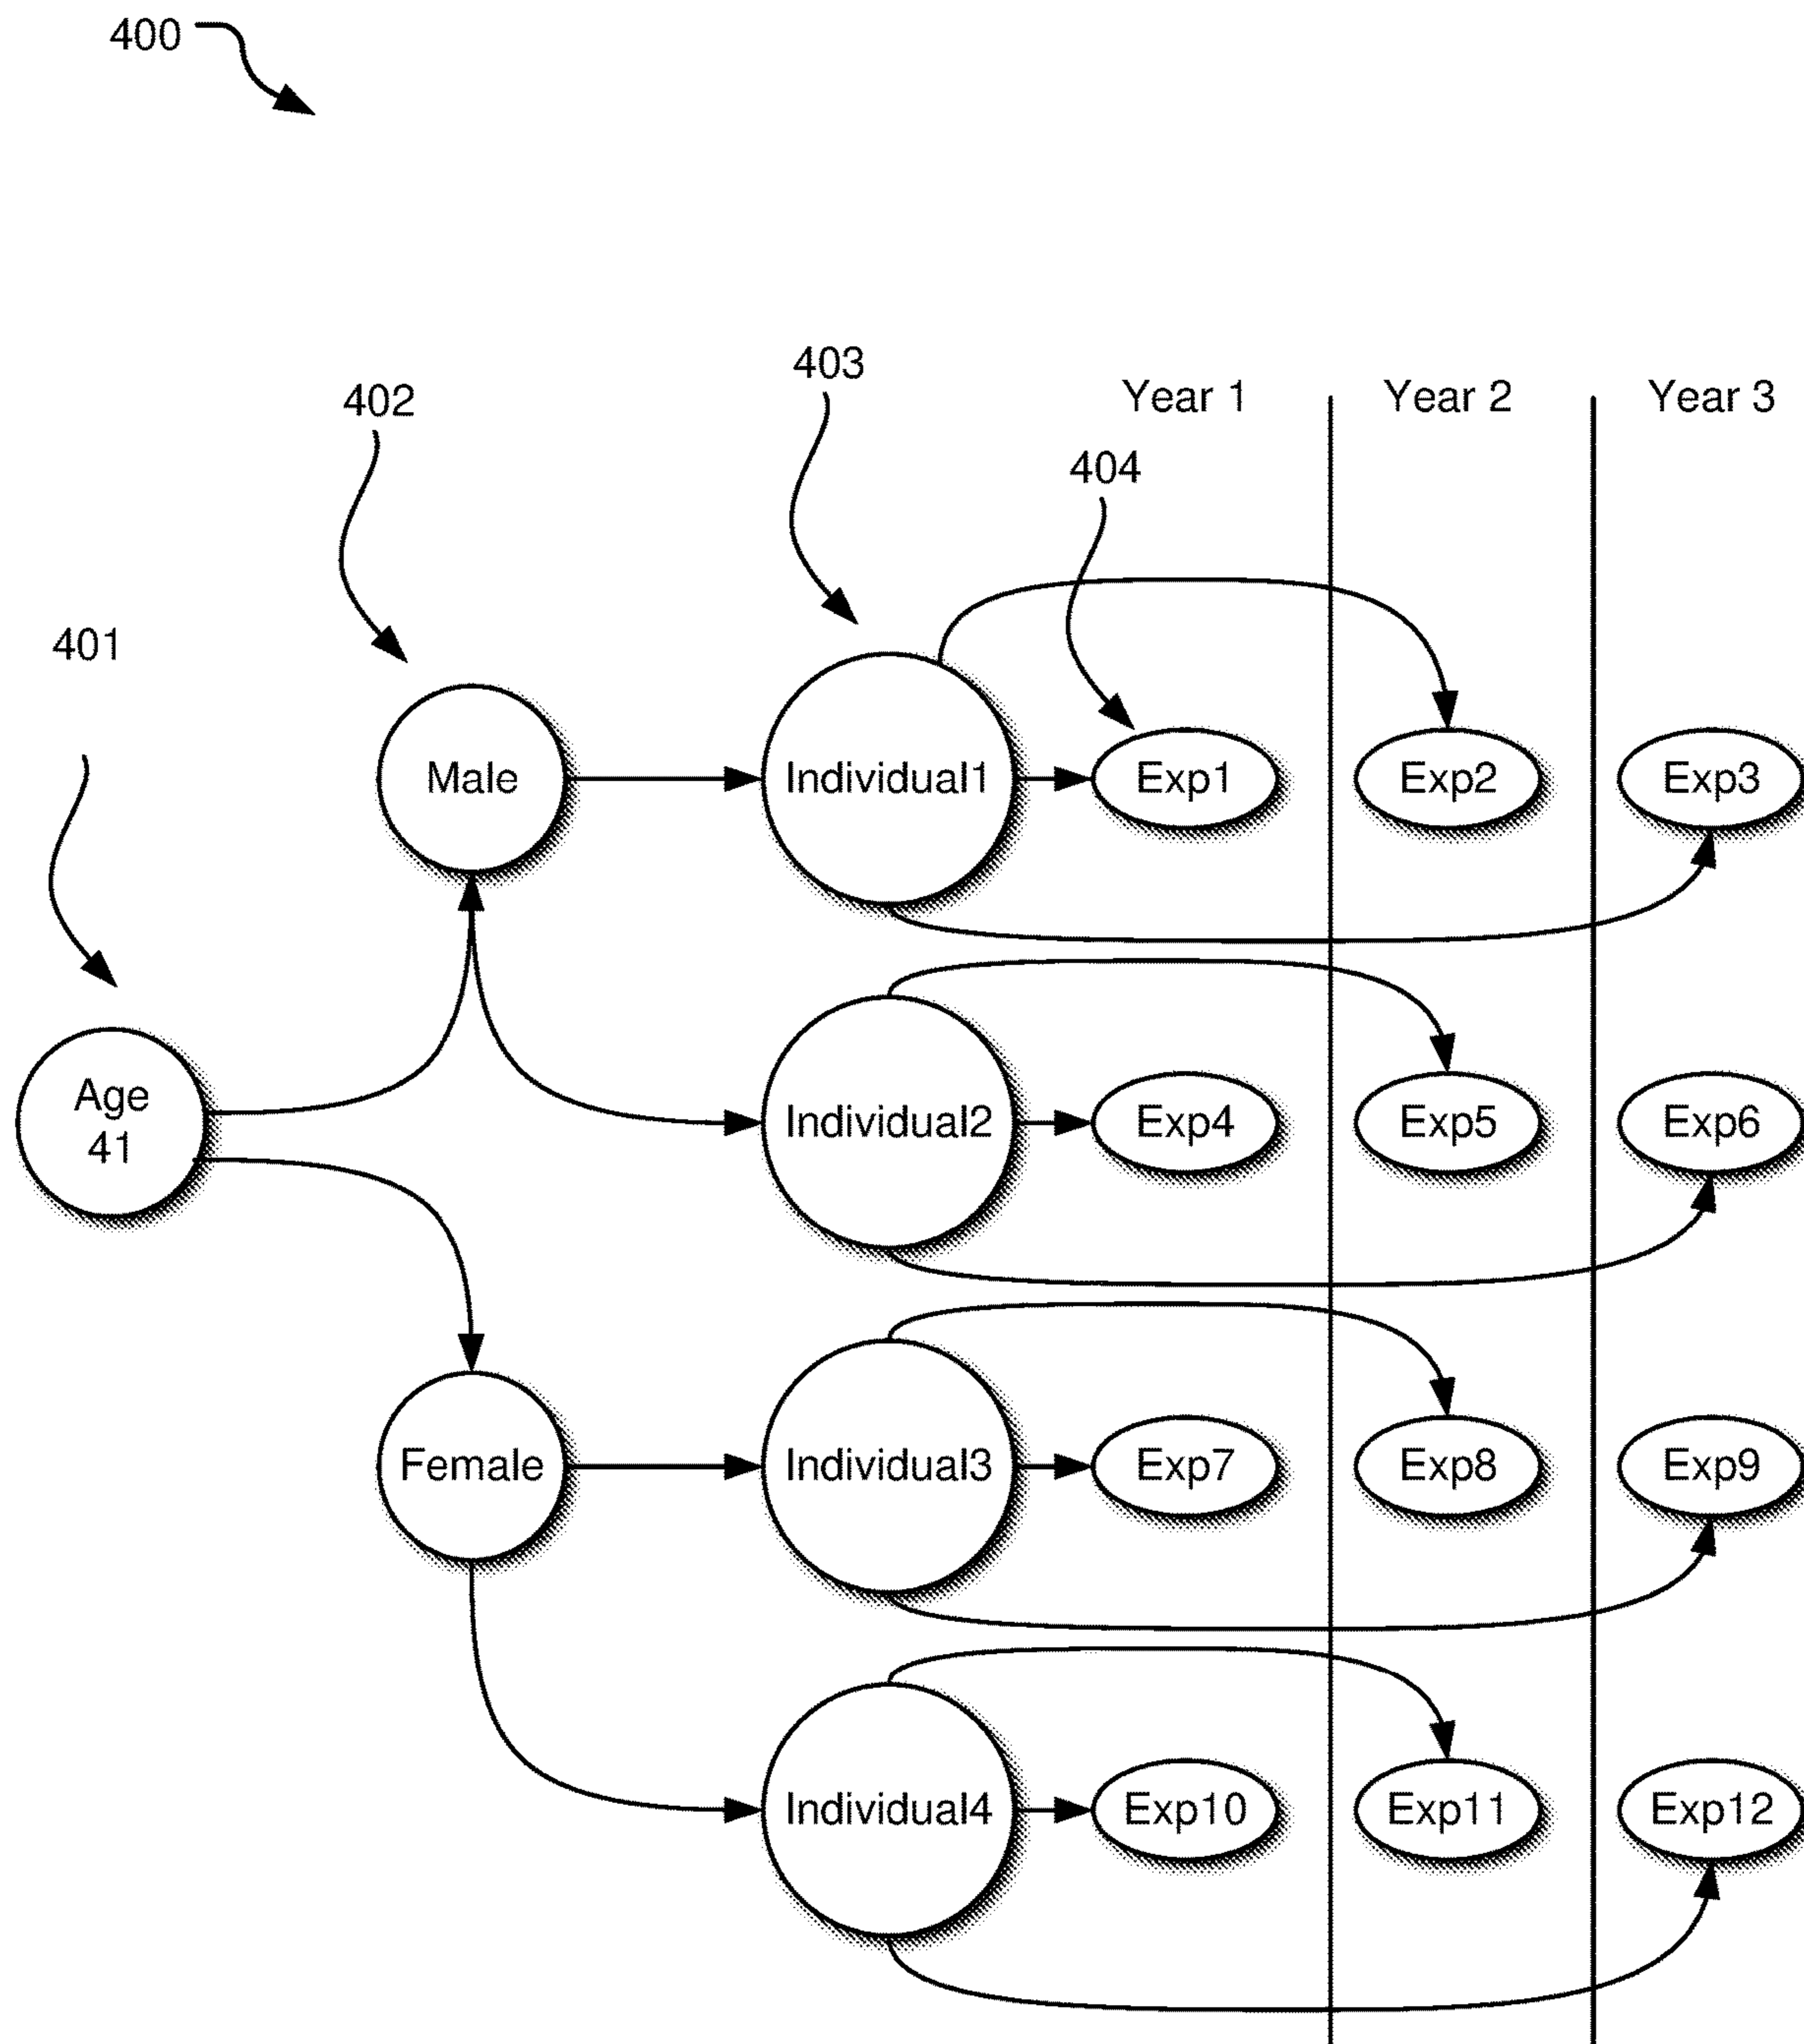 400
403
402
Year 1
Year 2
Year 3
404
401
Male
Individual1
Exp1
Exp2
Exp3
Age
41
Individual2
Exp4
Exp5
Exp6
Female
Individual3
Exp7
Exp8
Exp9
Individual4
Exp10
Exp11
Exp12